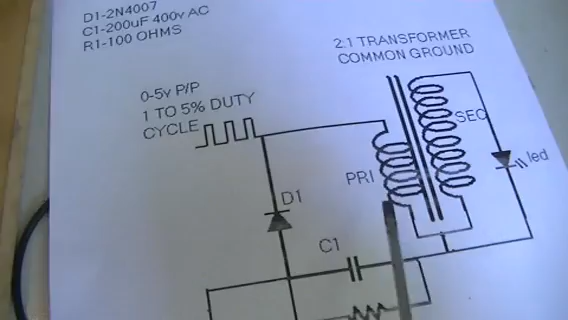 D1-2N4007
C1-200uF 400v AC
R1-100 OHMS
2:1 TRANSFORMER
COMMON GROUND
0-5v P/P
1 TO 5% DUTY
CYCLE
SEC
led
PRI
D1
C1